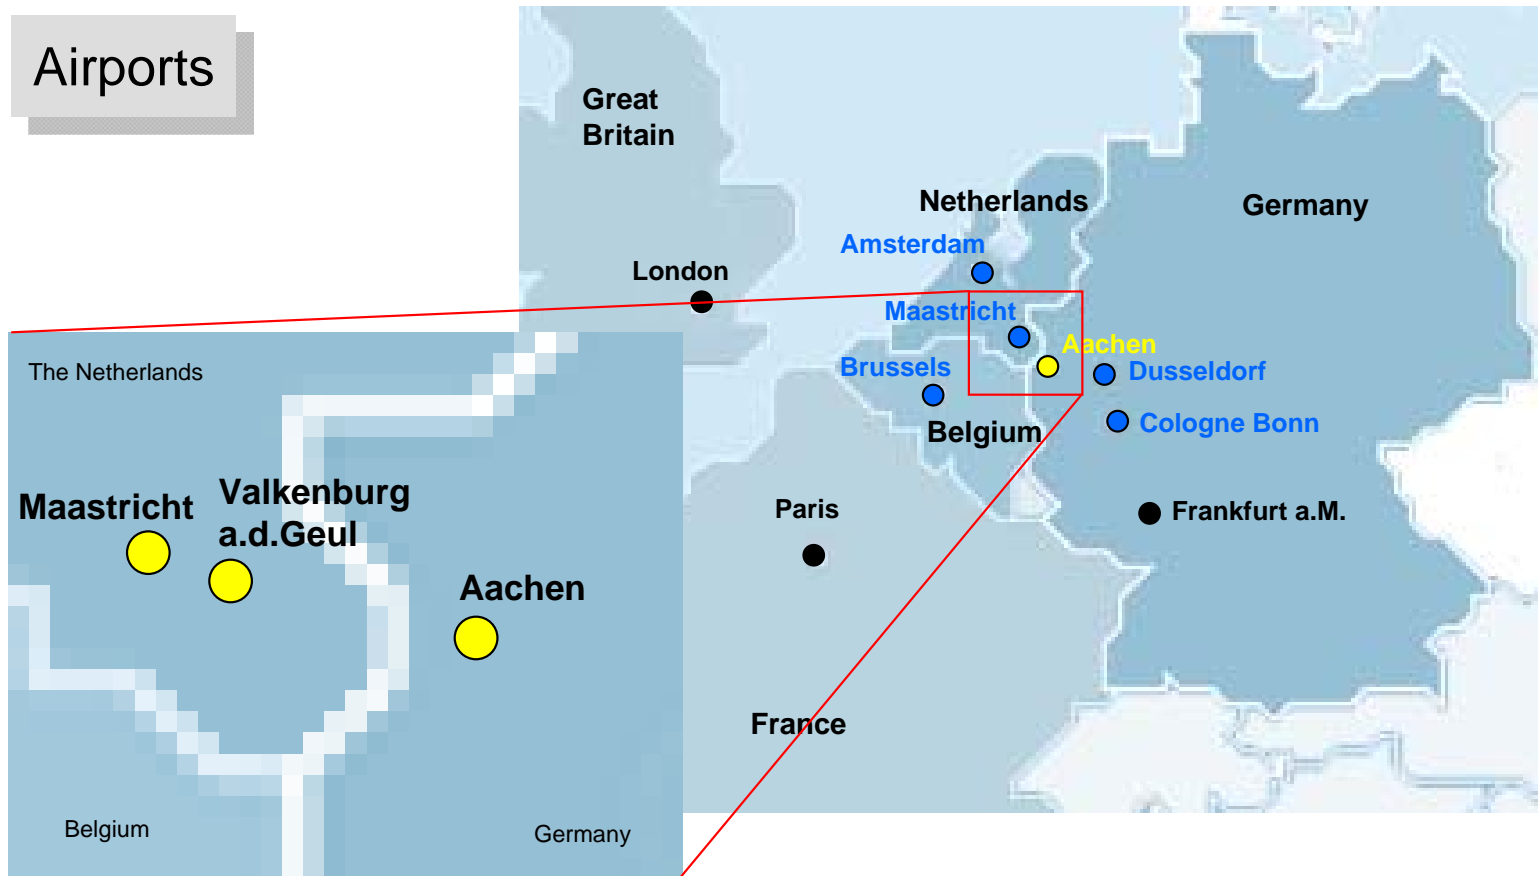 Airports
Great
Britain
Netherlands
Germany
Amsterdam
London
Maastricht
Aachen
Brussels
Dusseldorf
Cologne Bonn
Belgium
Paris
Frankfurt a.M.
France
The Netherlands
Maastricht
Valkenburg
a.d.Geul
Aachen
Belgium
Germany